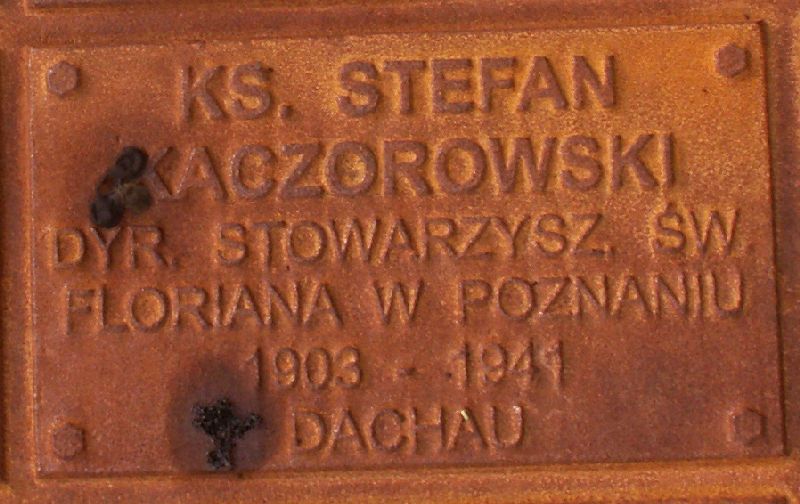 KS. STEFAN
KACZOROWSKI
DYR. STOWARZYSZ. ŚW.
FLORIANA W POZNANIU
1903 - 1941
DACHAU